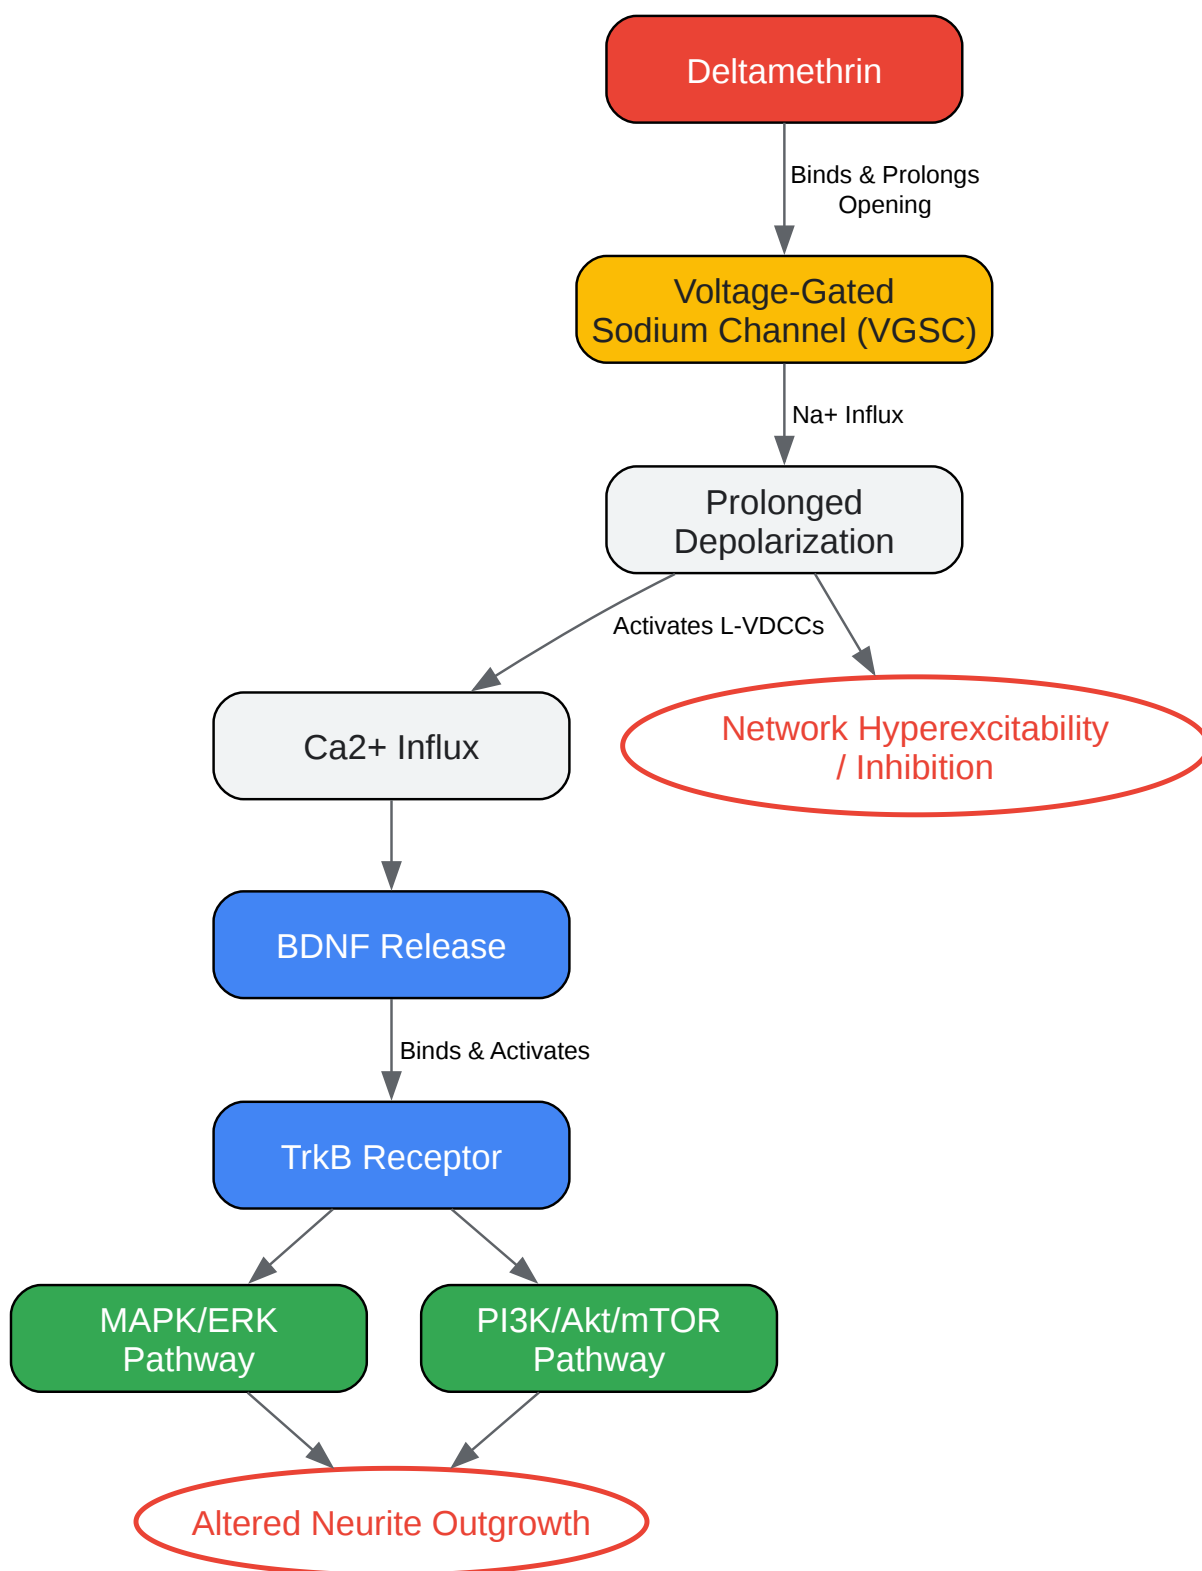 Deltamethrin
Binds & Prolongs
Opening
Voltage-Gated
Sodium Channel (VGSC)
Na+ Influx
Prolonged
Depolarization
Activates L-VDCCs
Network Hyperexcitability
/ Inhibition
Ca2+ Influx
BDNF Release
Binds & Activates
TrkB Receptor
MAPK/ERK
Pathway
PI3K/Akt/mTOR
Pathway
Altered Neurite Outgrowth